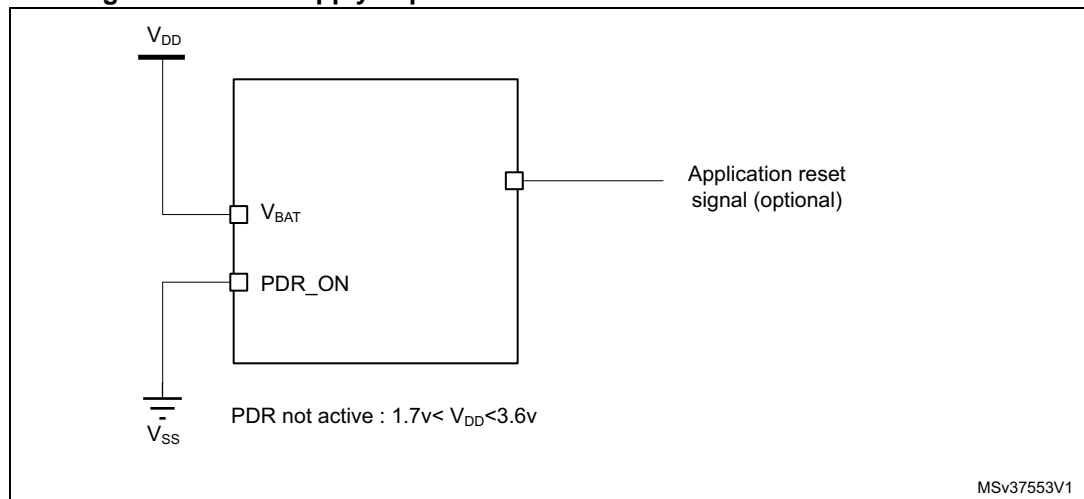 V_DD
V_BAT
Application reset
signal (optional)
PDR_ON
V_SS
PDR not active : 1.7v< V_DD<3.6v
MSv37553V1